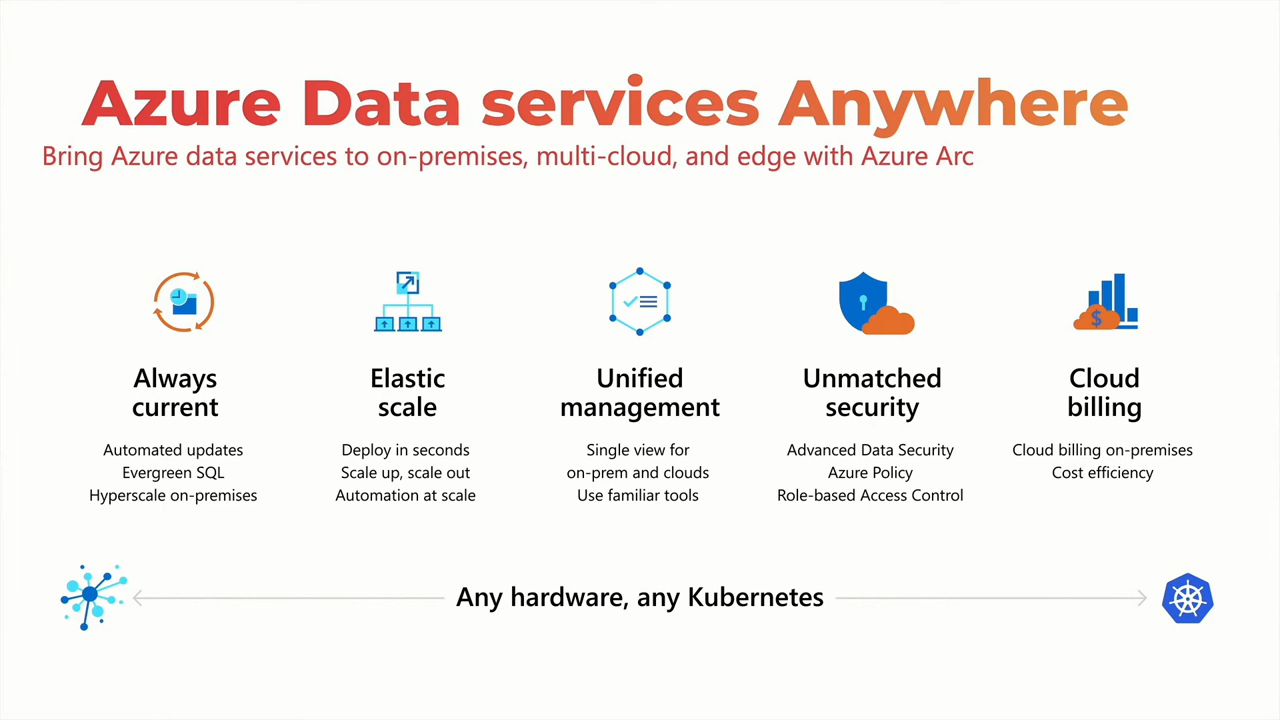 Azure Data services Anywhere
Bring Azure data services to on-premises, multi-cloud, and edge with Azure Arc
Always
current
Automated updates
Evergreen SQL
Hyperscale on-premises
Elastic
scale
Deploy in seconds
Scale up, scale out
Automation at scale
Unified
management
Single view for
on-prem and clouds
Use familiar tools
Unmatched
security
Advanced Data Security
Azure Policy
Role-based Access Control
$
Cloud
billing
Cloud billing on-premises
Cost efficiency
Any hardware, any Kubernetes